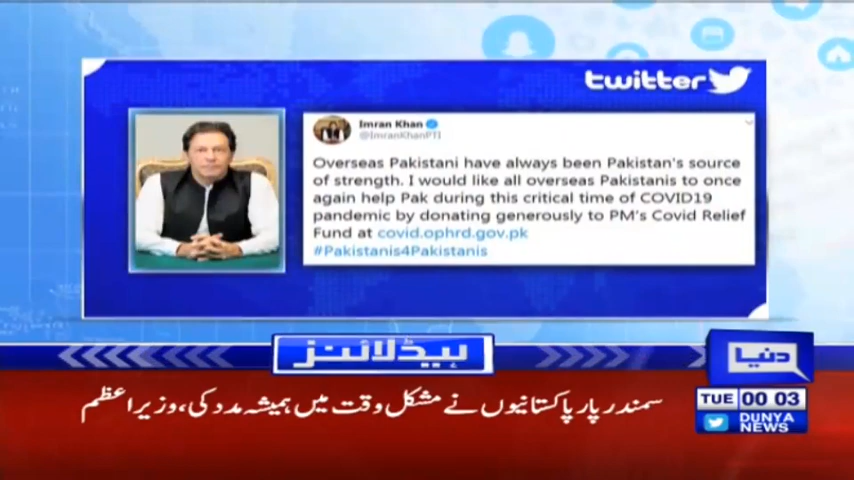 twitter
Imran Khan
@ImranKhanPTI
Overseas Pakistani have always been Pakistan's source
of strength. I would like all overseas Pakistanis to once
again help Pak during this critical time of COVID19
pandemic by donating generously to PM's Covid Relief
Fund at covid.ophrd.gov.pk
#Pakistanis4Pakistanis
ہیڈلائنز
دنیا
سمندر پار پاکستانیوں نے مشکل وقت میں ہمیشہ مدد کی، وزیراعظم
TUE 00 03
DUNYA
NEWS